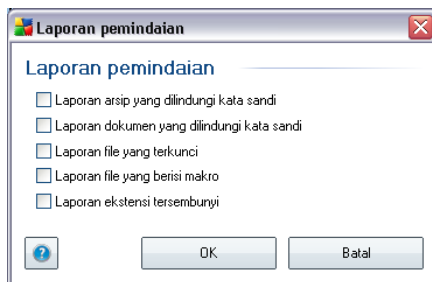 Laporan pemindaian
Laporan pemindaian
Laporan arsip yang dilindungi kata sandi
Laporan dokumen yang dilindungi kata sandi
Laporan file yang terkunci
Laporan file yang berisi makro
Laporan ekstensi tersembunyi
? OK Batal